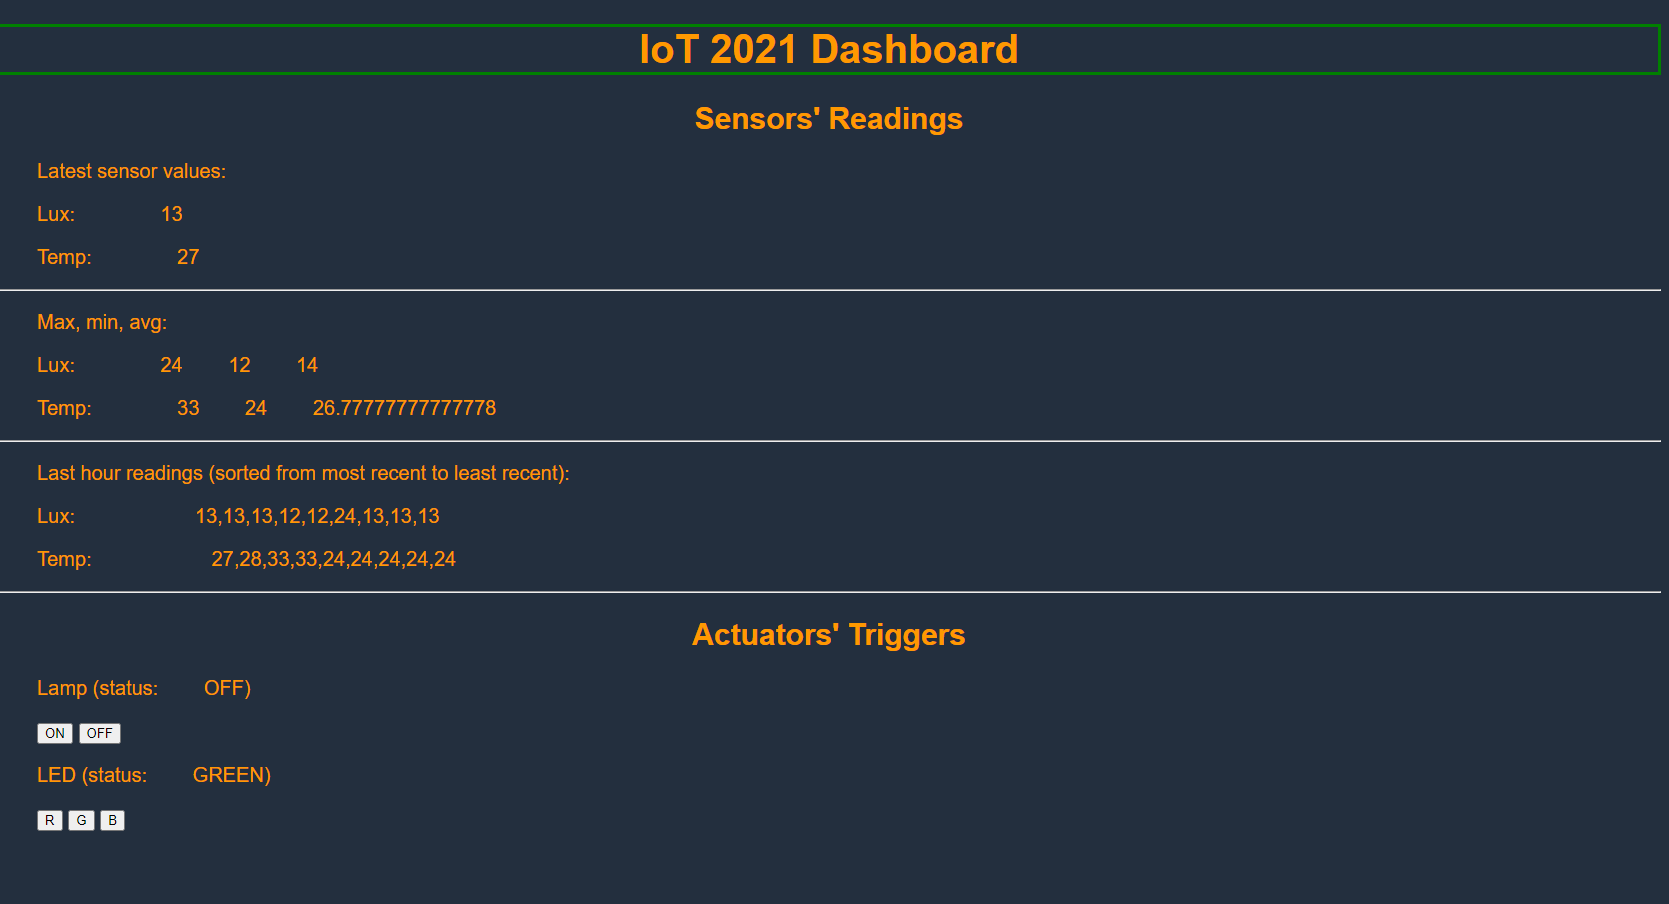 IoT 2021 Dashboard
Sensors' Readings
Latest sensor values:
Lux: 13
Temp: 27
Max, min, avg:
Lux: 24 12 14
Temp: 33 24 26.77777777777778
Last hour readings (sorted from most recent to least recent):
Lux: 13,13,13,12,12,24,13,13,13
Temp: 27,28,33,33,24,24,24,24,24
Actuators' Triggers
Lamp (status: OFF)
ON OFF
LED (status: GREEN)
R G B